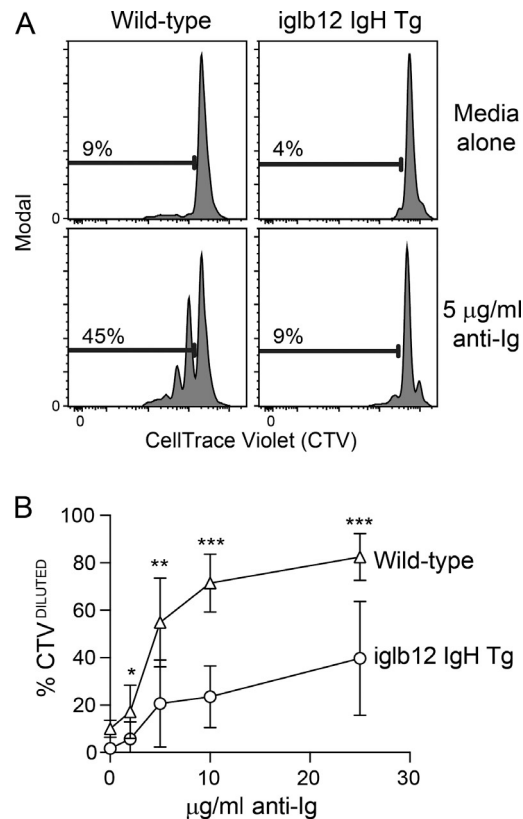 A
Wild-type
iglb12 IgH Tg
9%
4%
Media
alone
Modal
0
45%
9%
5 μg/ml
anti-Ig
0
0
0
CellTrace Violet (CTV)
B
100
80
60
40
20
0
% CTV DILUTED
*
**
***
***
Wild-type
iglb12 IgH Tg
0
10
20
30
μg/ml anti-Ig